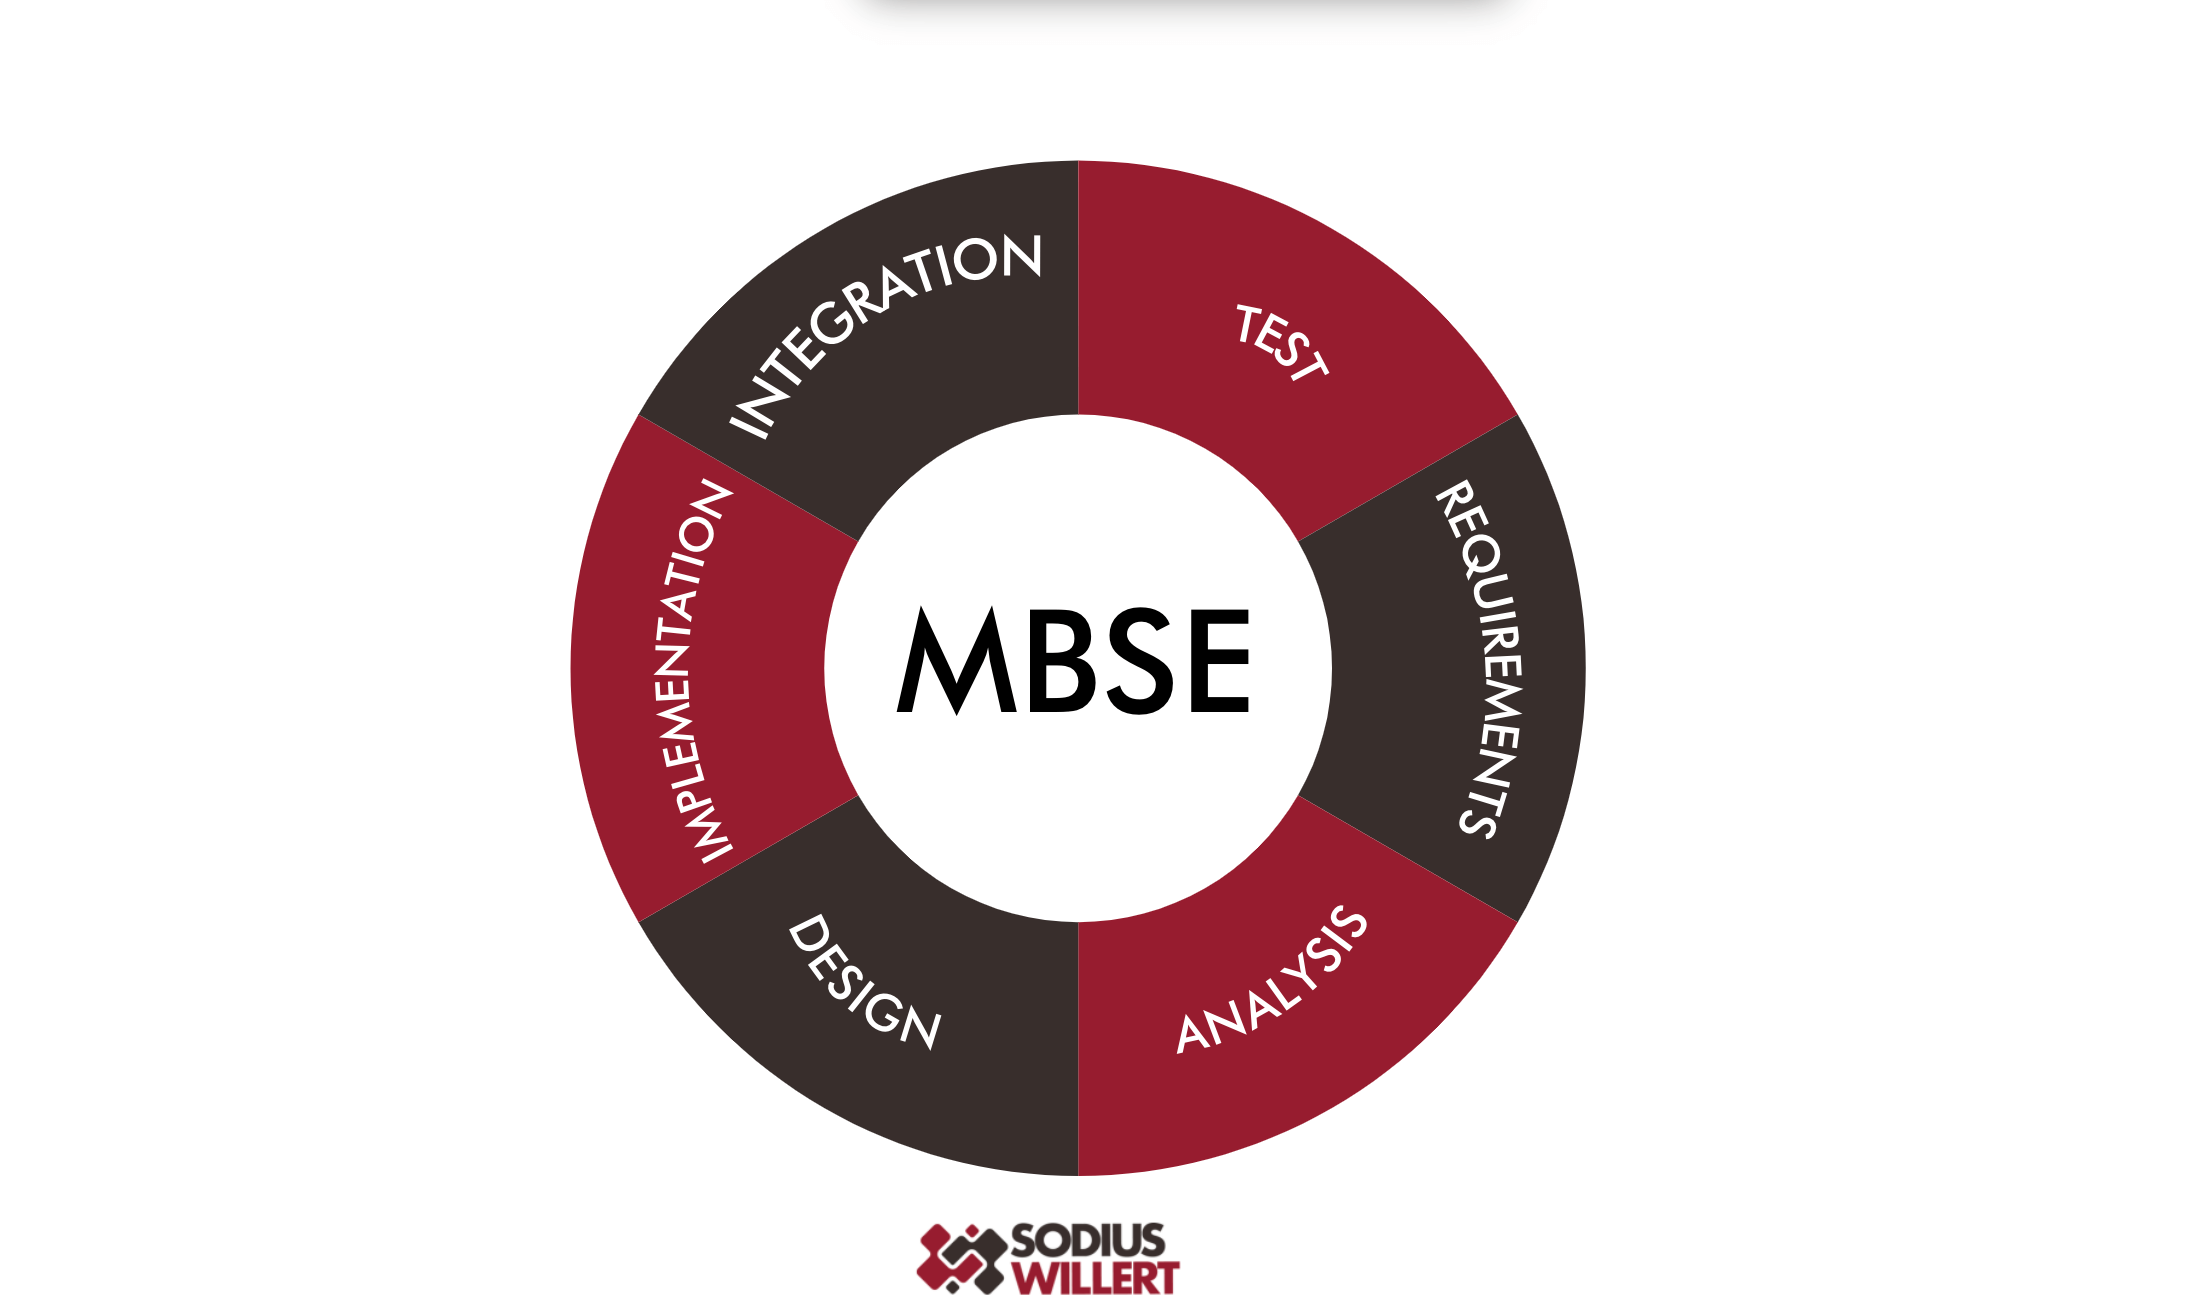 INTEGRATION
TEST
REQUIREMENTS
ANALYSIS
DESIGN
IMPLEMENTATION
MBSE
SODIUS
WILLERT